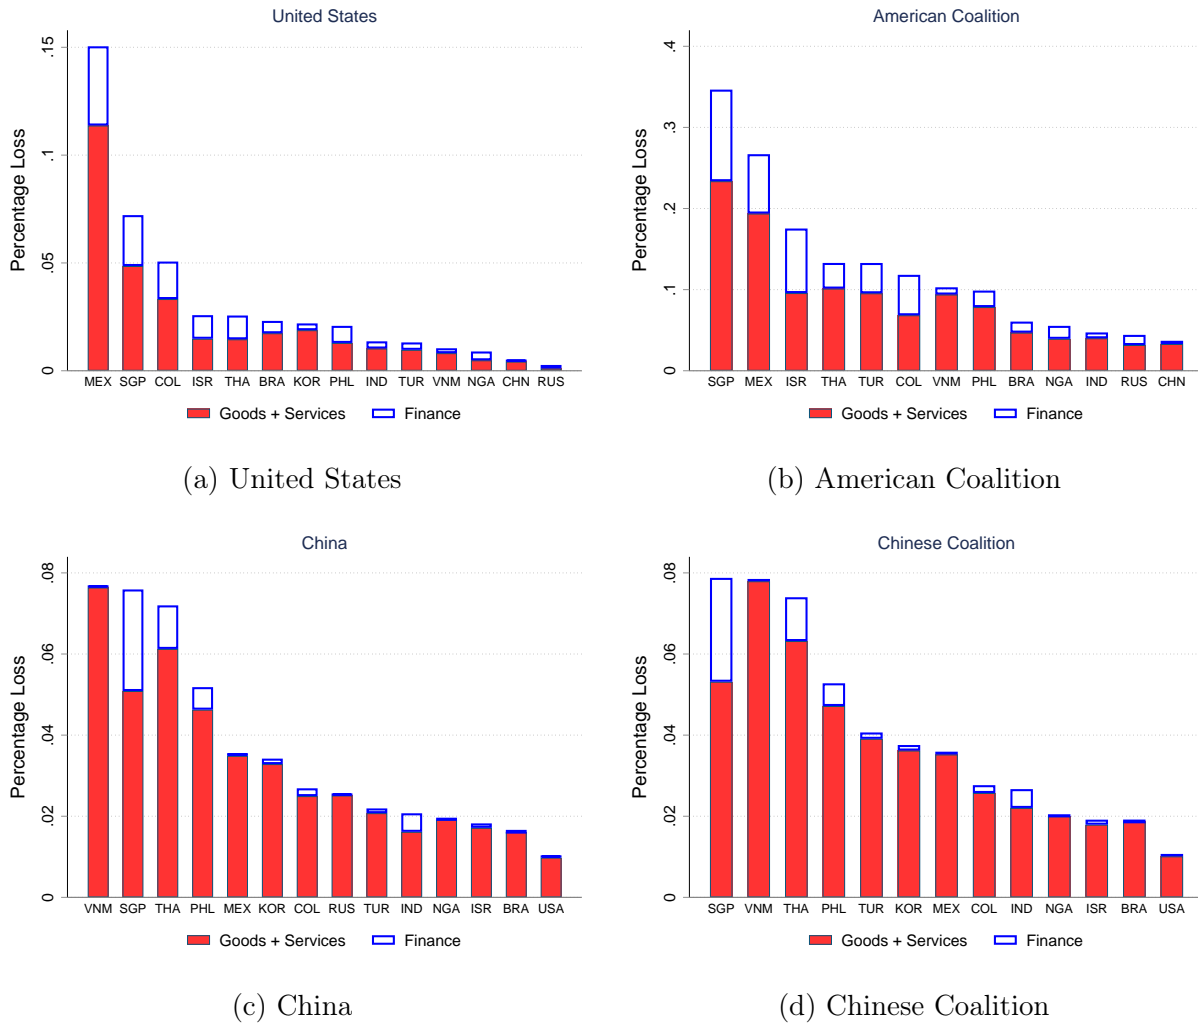 United States
Percentage Loss
.15
.1
.05
0
MEX SGP COL ISR THA BRA KOR PHL IND TUR VNM NGA CHN RUS
Goods + Services Finance
(a) United States
American Coalition
Percentage Loss
.4
.3
.2
.1
0
SGP MEX ISR THA TUR COL VNM PHL BRA NGA IND RUS CHN
Goods + Services Finance
(b) American Coalition
China
Percentage Loss
.08
.06
.04
.02
0
VNM SGP THA PHL MEX KOR COL RUS TUR IND NGA ISR BRA USA
Goods + Services Finance
(c) China
Chinese Coalition
Percentage Loss
.08
.06
.04
.02
0
SGP VNM THA PHL TUR KOR MEX COL IND NGA ISR BRA USA
Goods + Services Finance
(d) Chinese Coalition